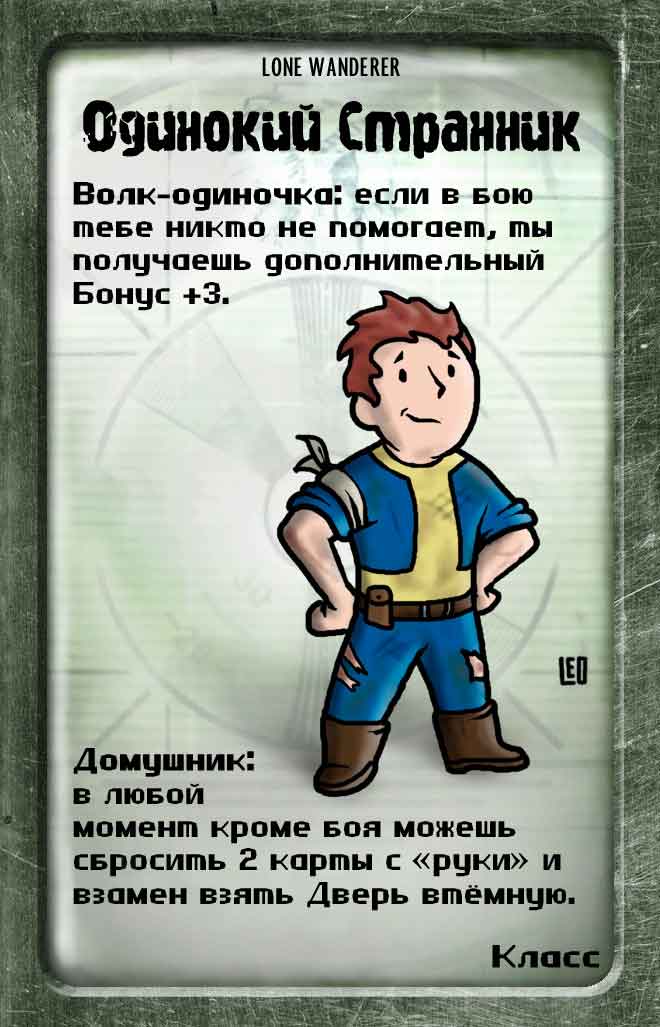 LONE WANDERER
Одинокий Странник
Волк-одиночка: если в бою
тебе никто не помогает, ты
получаешь дополнительный
Бонус +3.
LEO
Домушник:
в любой
момент кроме боя можешь
сбросить 2 карты с «руки» и
взамен взять Дверь втёмную.
Класс